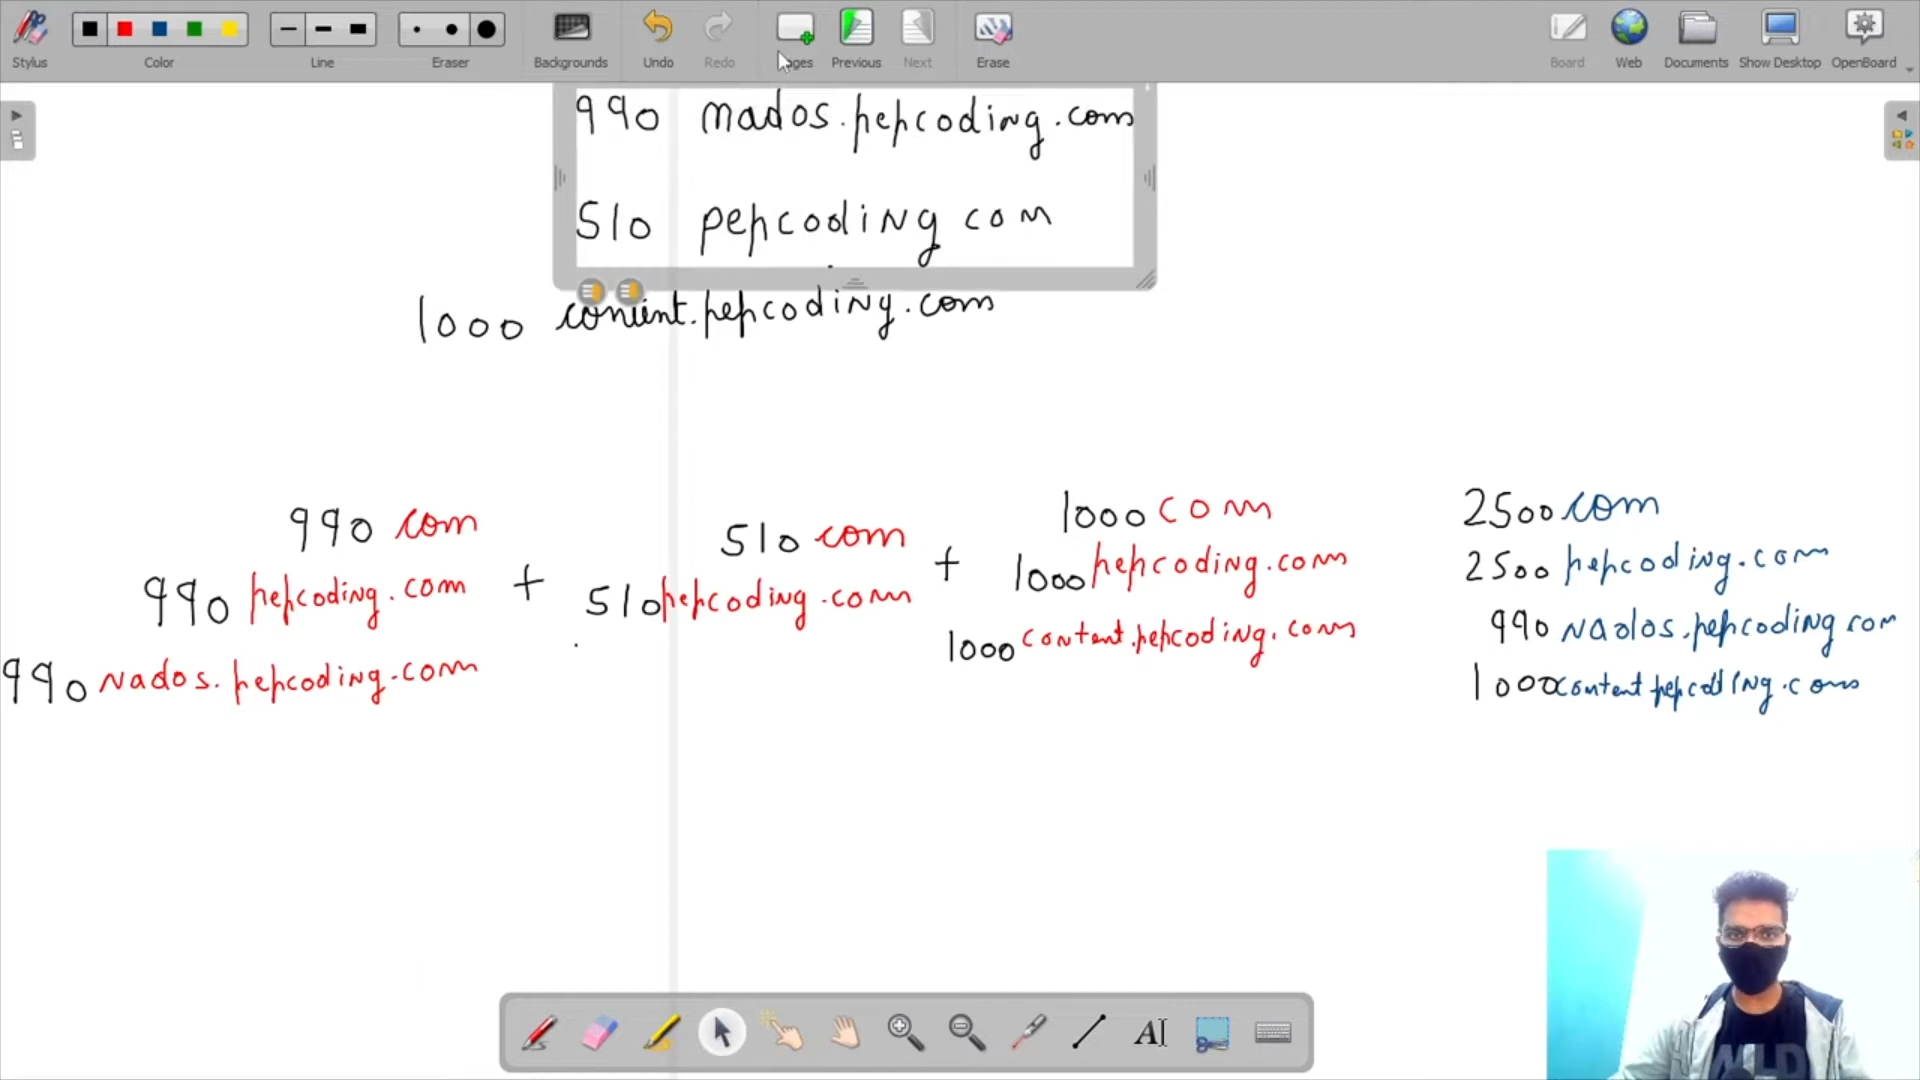 Stylus Color Line Eraser Backgrounds Undo Redo Pages Previous Next Erase Board Web Documents Show Desktop OpenBoard
990 nados.pepcoding.com
510 pepcoding com
1000 content.pepcoding.com
990 com
990 pepcoding.com
990 nados.pepcoding.com
+
510 com
510 pepcoding.com
+
1000 com
1000 pepcoding.com
1000 content.pepcoding.com
2500 com
2500 pepcoding.com
990 nados.pepcoding com
1000 content pepcoding.com
AI